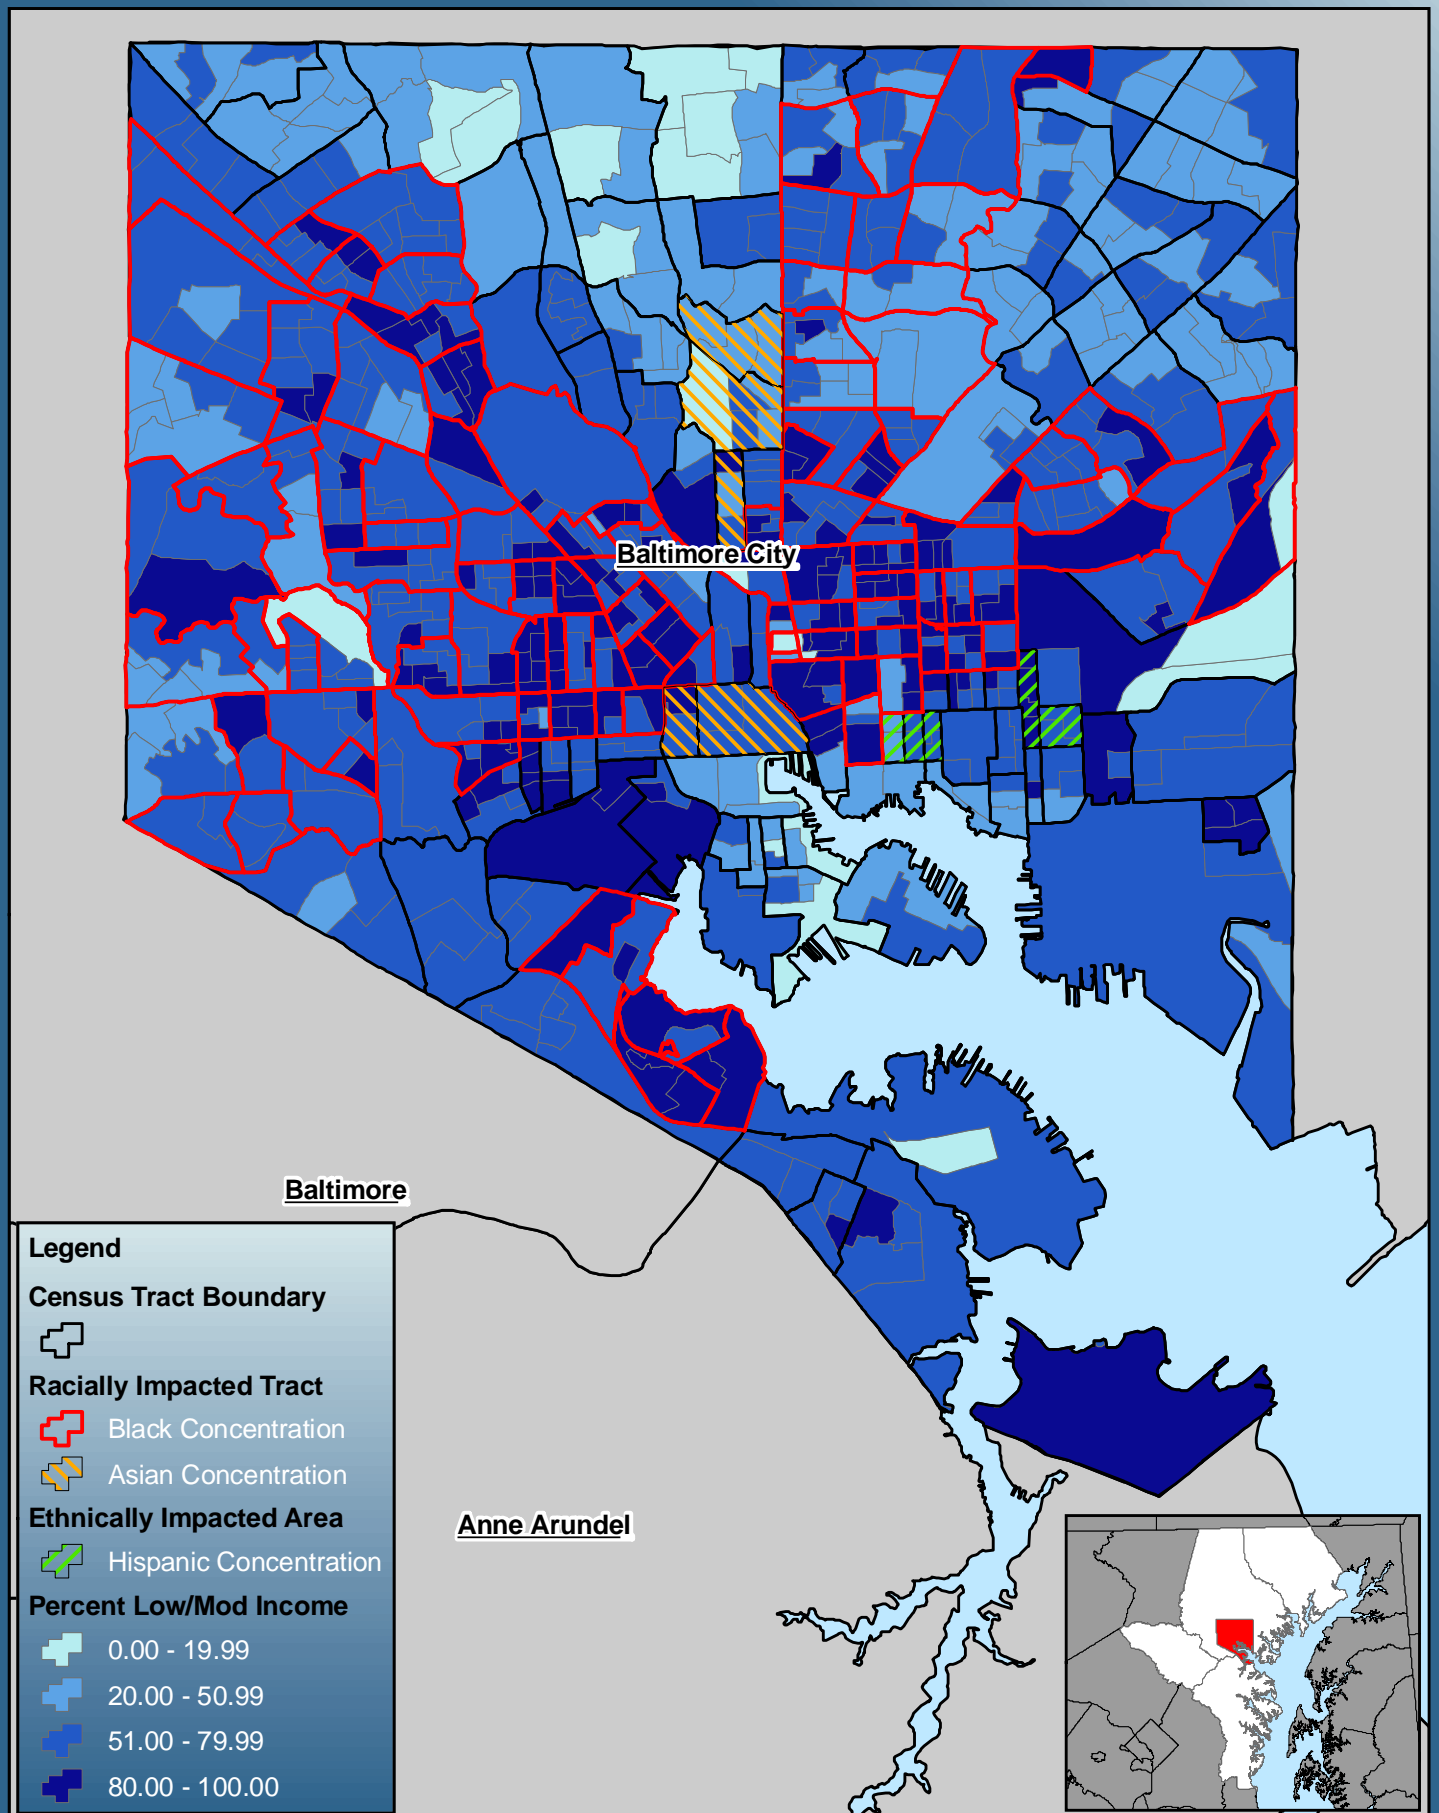 Baltimore City
Baltimore
Anne Arundel
Legend
Census Tract Boundary
Racially Impacted Tract
Black Concentration
Asian Concentration
Ethnically Impacted Area
Hispanic Concentration
Percent Low/Mod Income
0.00 - 19.99
20.00 - 50.99
51.00 - 79.99
80.00 - 100.00